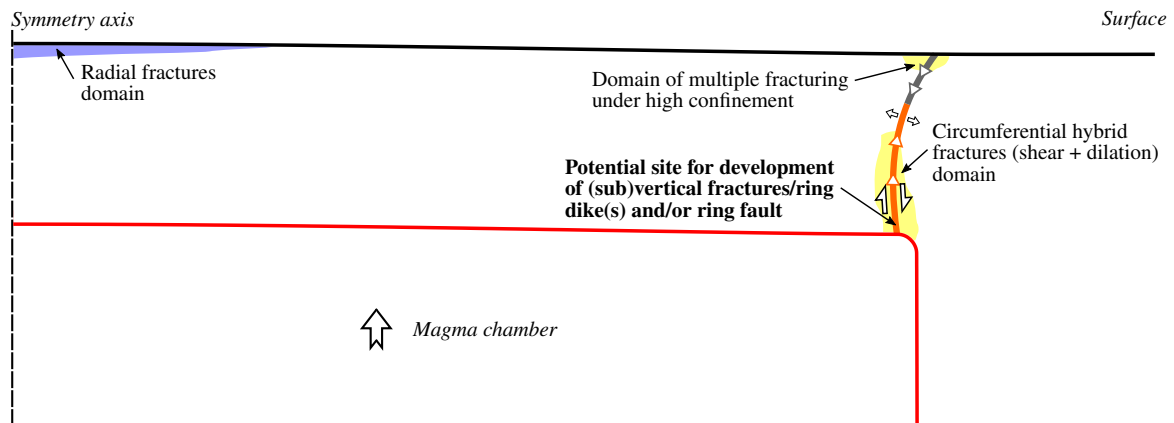 Symmetry axis
Surface
Radial fractures
domain
Domain of multiple fracturing
under high confinement
Circumferential hybrid
fractures (shear + dilation)
domain
Potential site for development
of (sub)vertical fractures/ring
dike(s) and/or ring fault
Magma chamber